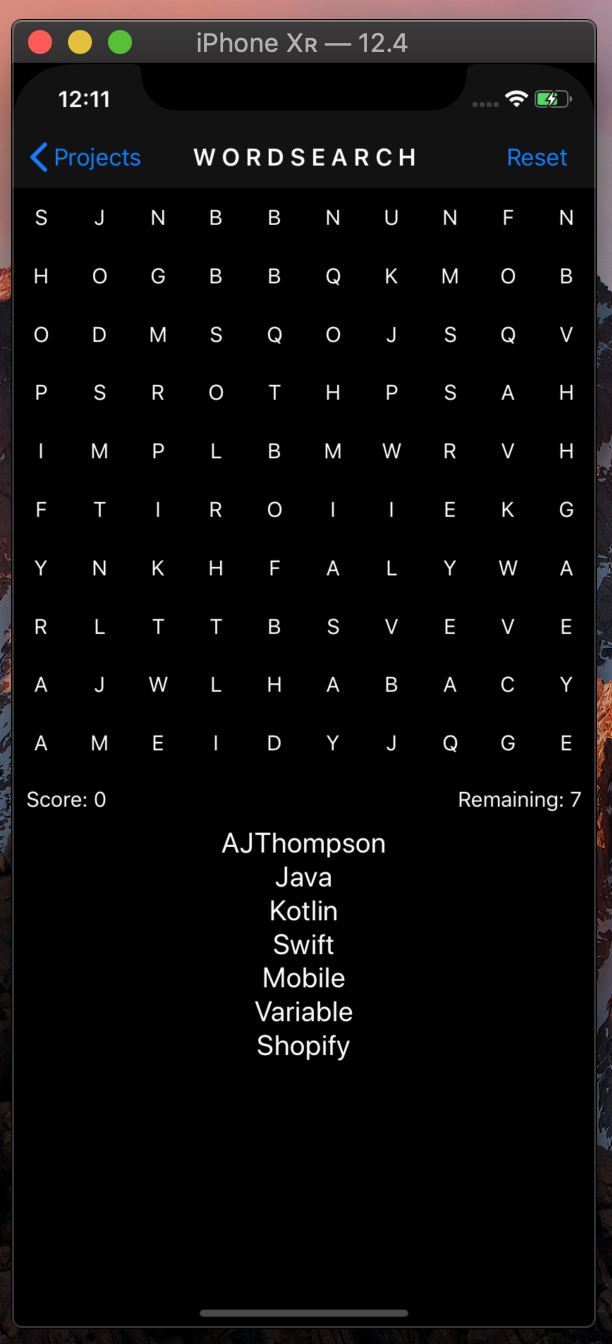 iPhone Xʀ — 12.4
12:11
Projects WORDSEARCH Reset
S J N B B N U N F N
H O G B B Q K M O B
O D M S Q O J S Q V
P S R O T H P S A H
I M P L B M W R V H
F T I R O I I E K G
Y N K H F A L Y W A
R L T T B S V E V E
A J W L H A B A C Y
A M E I D Y J Q G E
Score: 0 Remaining: 7
AJThompson
Java
Kotlin
Swift
Mobile
Variable
Shopify